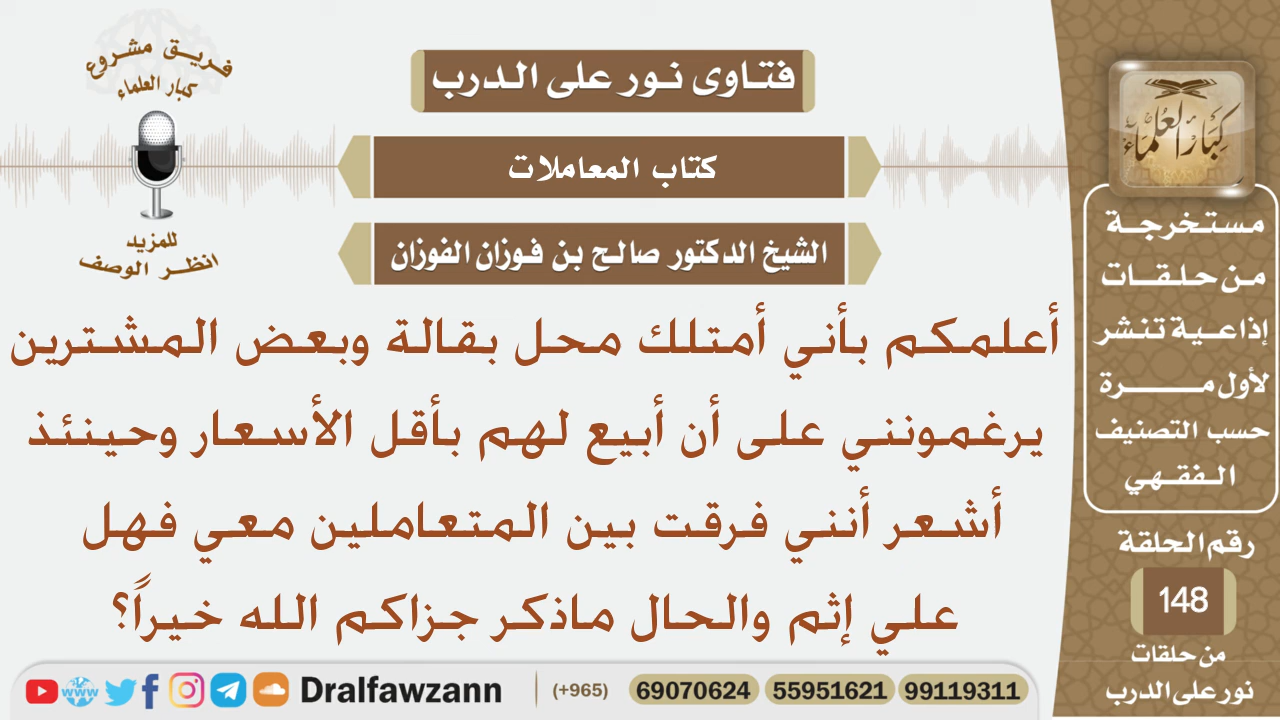 فريق مشروع
كبار العلماء
للمزيد
انظر الوصف
فتاوى نور على الدرب
كتاب المعاملات
الشيخ الدكتور صالح بن فوزان الفوزان
أعلمكم بأني أمتلك محل بقالة وبعض المشترين
يرغمونني على أن أبيع لهم بأقل الأسعار وحينئذ
أشعر أنني فرقت بين المتعاملين معي فهل
علي إثم والحال ماذكر جزاكم الله خيراً؟
كبار العلماء
مستخرجة
من حلقات
إذاعية تنشر
لأول مرة
حسب التصنيف
الفقهي
رقم الحلقة
148
من حلقات
نور على الدرب
www Dralfawzann (+965) 69070624 55951621 99119311